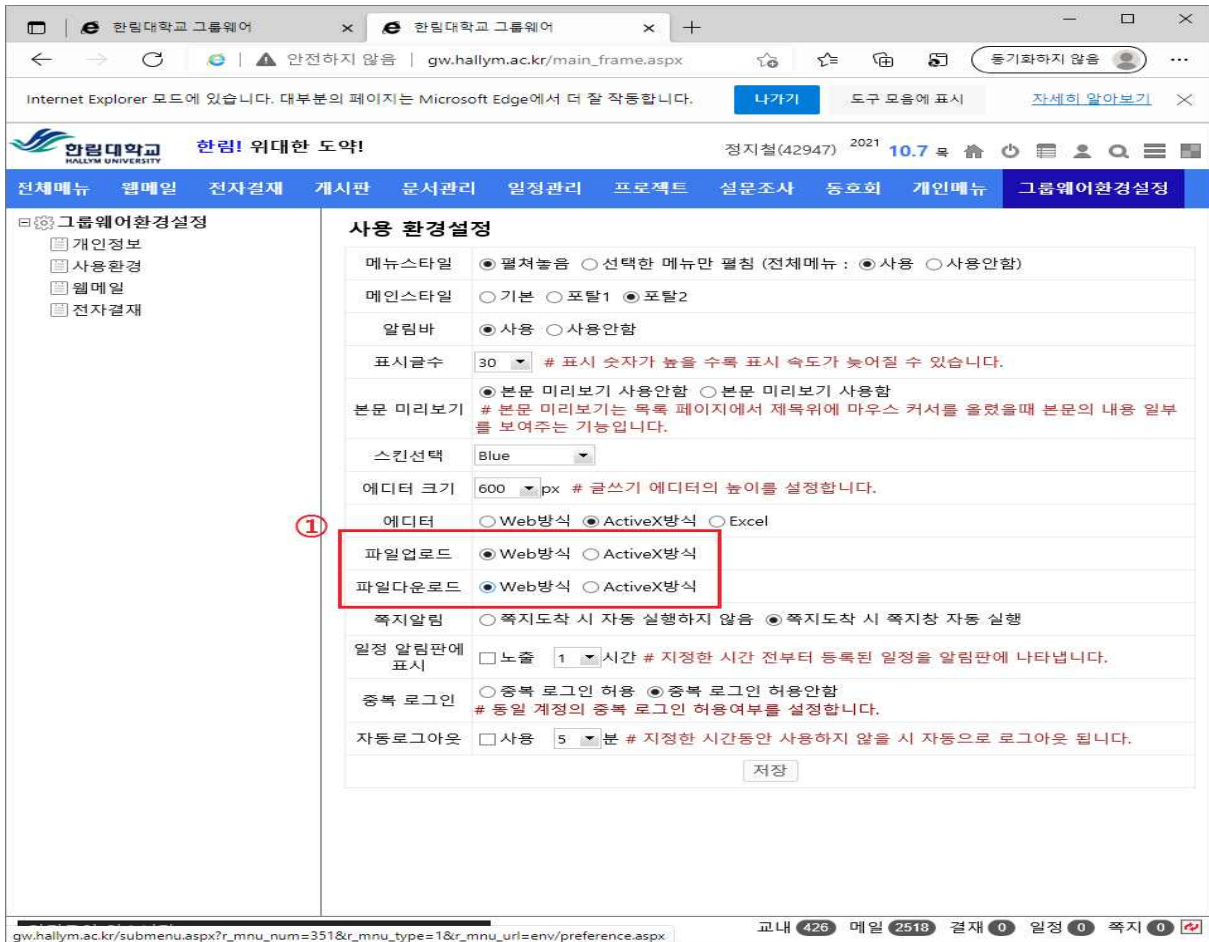 한림대학교 그룹웨어
한림대학교 그룹웨어
안전하지 않음 gw.hallym.ac.kr/main_frame.aspx 동기화하지 않음
Internet Explorer 모드에 있습니다. 대부분의 페이지는 Microsoft Edge에서 더 잘 작동합니다. 나가기 도구 모음에 표시 자세히 알아보기
한림대학교 HALLYM UNIVERSITY 한림! 위대한 도약! 정지철(42947) 2021 10.7 목
전체메뉴 웹메일 전자결재 게시판 문서관리 일정관리 프로젝트 설문조사 동호회 개인메뉴 그룹웨어환경설정
그룹웨어환경설정
개인정보
사용환경
웹메일
전자결재
사용 환경설정
메뉴스타일 펼쳐놓음 선택한 메뉴만 펼침 (전체메뉴 : 사용 사용안함)
메인스타일 기본 포탈1 포탈2
알림바 사용 사용안함
표시글수 30 # 표시 숫자가 높을 수록 표시 속도가 늦어질 수 있습니다.
본문 미리보기 본문 미리보기 사용안함 본문 미리보기 사용함
# 본문 미리보기는 목록 페이지에서 제목위에 마우스 커서를 올렸을때 본문의 내용 일부
를 보여주는 기능입니다.
스킨선택 Blue
에디터 크기 600 px # 글쓰기 에디터의 높이를 설정합니다.
에디터 Web방식 ActiveX방식 Excel
①
파일업로드 Web방식 ActiveX방식
파일다운로드 Web방식 ActiveX방식
쪽지알림 쪽지도착 시 자동 실행하지 않음 쪽지도착 시 쪽지창 자동 실행
일정 알림판에
표시 노출 1 시간 # 지정한 시간 전부터 등록된 일정을 알림판에 나타냅니다.
중복 로그인 중복 로그인 허용 중복 로그인 허용안함
# 동일 계정의 중복 로그인 허용여부를 설정합니다.
자동로그아웃 사용 5 분 # 지정한 시간동안 사용하지 않을 시 자동으로 로그아웃 됩니다.
저장
교내 426 메일 2518 결재 0 일정 0 쪽지 0
gw.hallym.ac.kr/submenu.aspx?r_mnu_num=351&r_mnu_type=1&r_mnu_url=env/preference.aspx